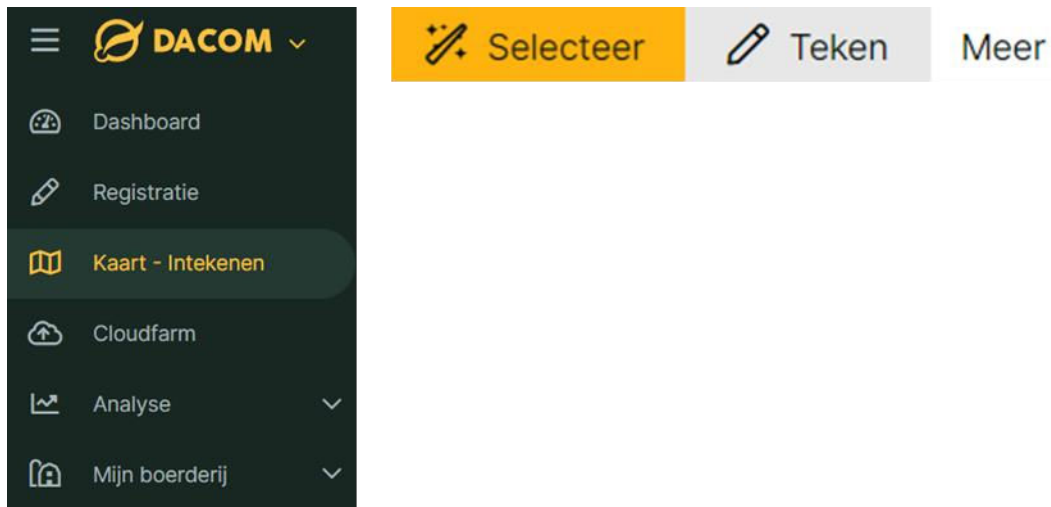 DACOM
Dashboard
Registratie
Kaart - Intekenen
Cloudfarm
Analyse
Mijn boerderij
Selecteer Teken Meer